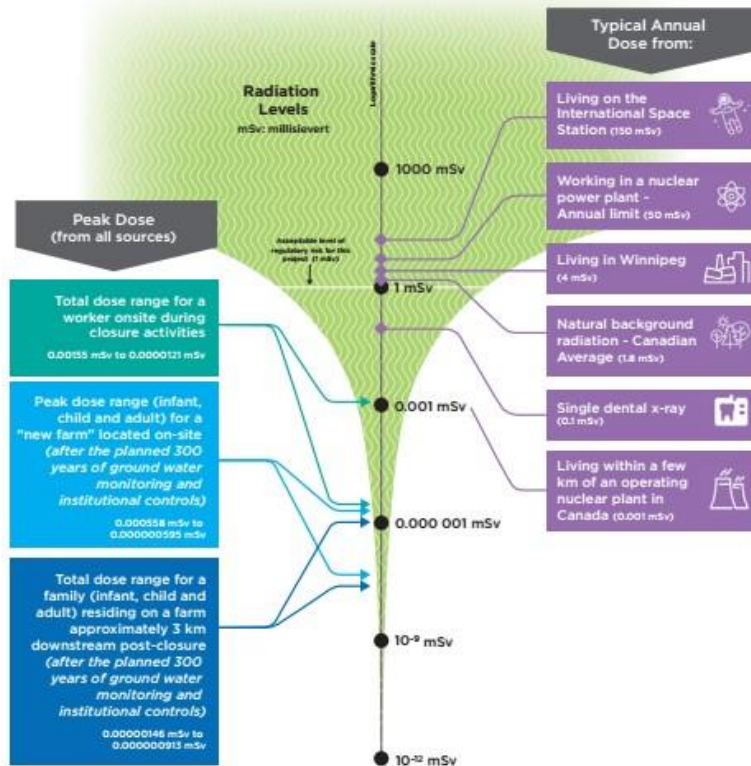 Typical Annual
Dose from:
Logarithmic scale
Radiation
Levels
mSv: millisievert
Living on the
International Space
Station (150 mSv)
1000 mSv
Working in a nuclear
power plant -
Annual limit (50 mSv)
Peak Dose
(from all sources)
Acceptable level of
regulatory risk for this
project (1 mSv)
Living in Winnipeg
(4 mSv)
1 mSv
Total dose range for a
worker onsite during
closure activities
0.00155 mSv to 0.0000121 mSv
Natural background
radiation - Canadian
Average (1.8 mSv)
Peak dose range (infant,
child and adult) for a
"new farm" located on-site
(after the planned 300
years of ground water
monitoring and
institutional controls)
0.000558 mSv to
0.000000595 mSv
0.001 mSv
Single dental x-ray
(0.1 mSv)
Living within a few
km of an operating
nuclear plant in
Canada (0.001 mSv)
0.000 001 mSv
Total dose range for a
family (infant, child and
adult) residing on a farm
approximately 3 km
downstream post-closure
(after the planned 300
years of ground water
monitoring and
institutional controls)
0.00000146 mSv to
0.000000913 mSv
10-9 mSv
10-12 mSv